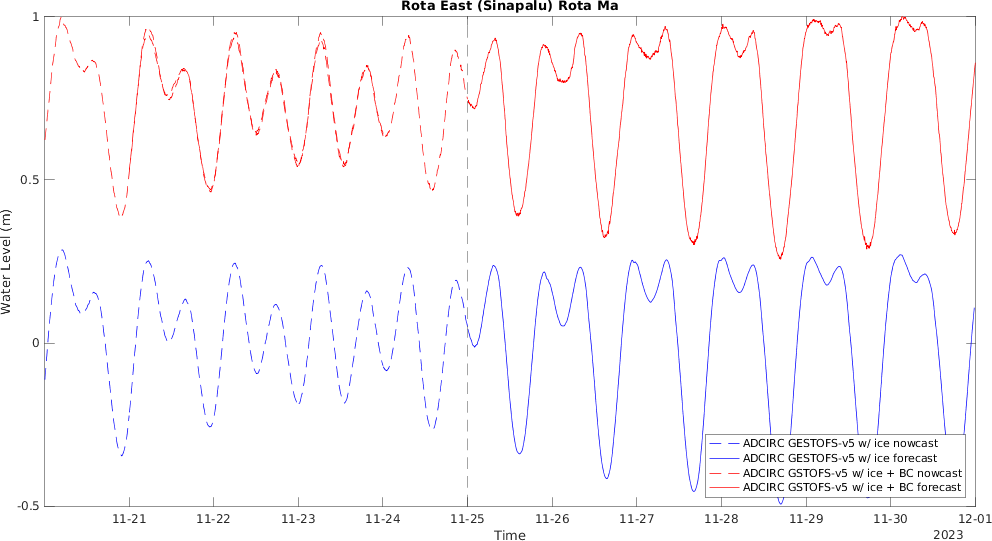 Rota East (Sinapalu) Rota Ma
1
0.5
0
-0.5
Water Level (m)
11-21
11-22
11-23
11-24
11-25
11-26
11-27
11-28
11-29
11-30
12-01
Time
2023
ADCIRC GESTOFS-v5 w/ ice nowcast
ADCIRC GESTOFS-v5 w/ ice forecast
ADCIRC GSTOFS-v5 w/ ice + BC nowcast
ADCIRC GSTOFS-v5 w/ ice + BC forecast